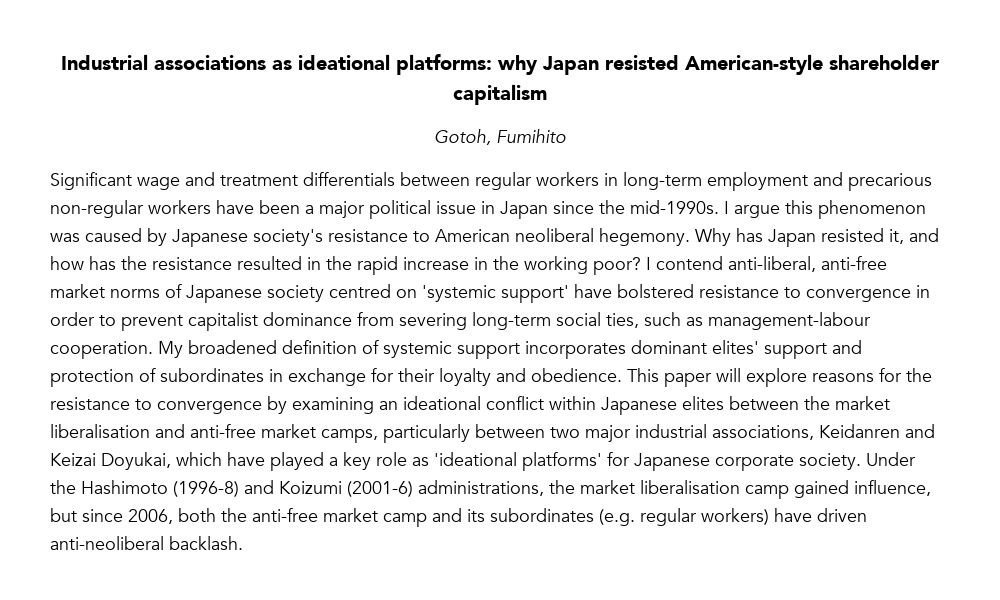 Industrial associations as ideational platforms: why Japan resisted American-style shareholder
capitalism
Gotoh, Fumihito
Significant wage and treatment differentials between regular workers in long-term employment and precarious
non-regular workers have been a major political issue in Japan since the mid-1990s. I argue this phenomenon
was caused by Japanese society's resistance to American neoliberal hegemony. Why has Japan resisted it, and
how has the resistance resulted in the rapid increase in the working poor? I contend anti-liberal, anti-free
market norms of Japanese society centred on 'systemic support' have bolstered resistance to convergence in
order to prevent capitalist dominance from severing long-term social ties, such as management-labour
cooperation. My broadened definition of systemic support incorporates dominant elites' support and
protection of subordinates in exchange for their loyalty and obedience. This paper will explore reasons for the
resistance to convergence by examining an ideational conflict within Japanese elites between the market
liberalisation and anti-free market camps, particularly between two major industrial associations, Keidanren and
Keizai Doyukai, which have played a key role as 'ideational platforms' for Japanese corporate society. Under
the Hashimoto (1996-8) and Koizumi (2001-6) administrations, the market liberalisation camp gained influence,
but since 2006, both the anti-free market camp and its subordinates (e.g. regular workers) have driven
anti-neoliberal backlash.